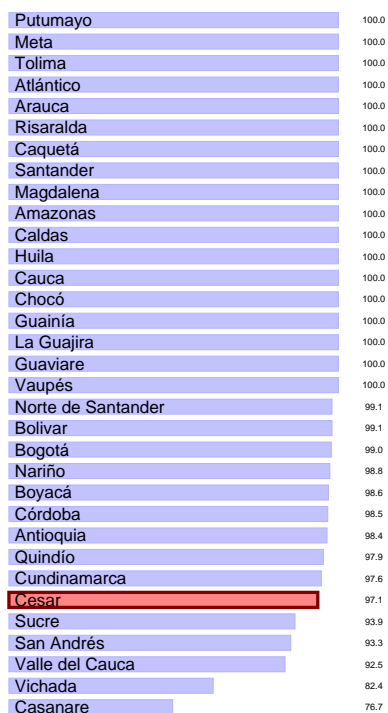 Putumayo 100.0
Meta 100.0
Tolima 100.0
Atlántico 100.0
Arauca 100.0
Risaralda 100.0
Caquetá 100.0
Santander 100.0
Magdalena 100.0
Amazonas 100.0
Caldas 100.0
Huila 100.0
Cauca 100.0
Chocó 100.0
Guainía 100.0
La Guajira 100.0
Guaviare 100.0
Vaupés 100.0
Norte de Santander 99.1
Bolivar 99.1
Bogotá 99.0
Nariño 98.8
Boyacá 98.6
Córdoba 98.5
Antioquia 98.4
Quindío 97.9
Cundinamarca 97.6
Cesar 97.1
Sucre 93.9
San Andrés 93.3
Valle del Cauca 92.5
Vichada 82.4
Casanare 76.7